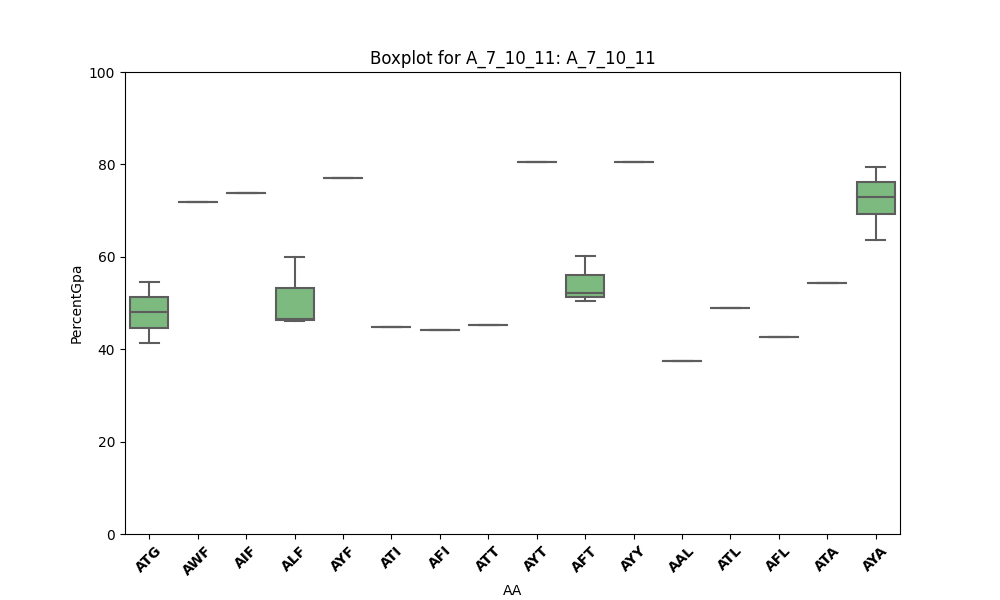 Boxplot for A_7_10_11: A_7_10_11
PercentGpa
100
80
60
40
20
0
ATG AWF AIF ALF AYF ATI AFI ATT AYT AFT AYY AAL ATL AFL ATA AYA
AA